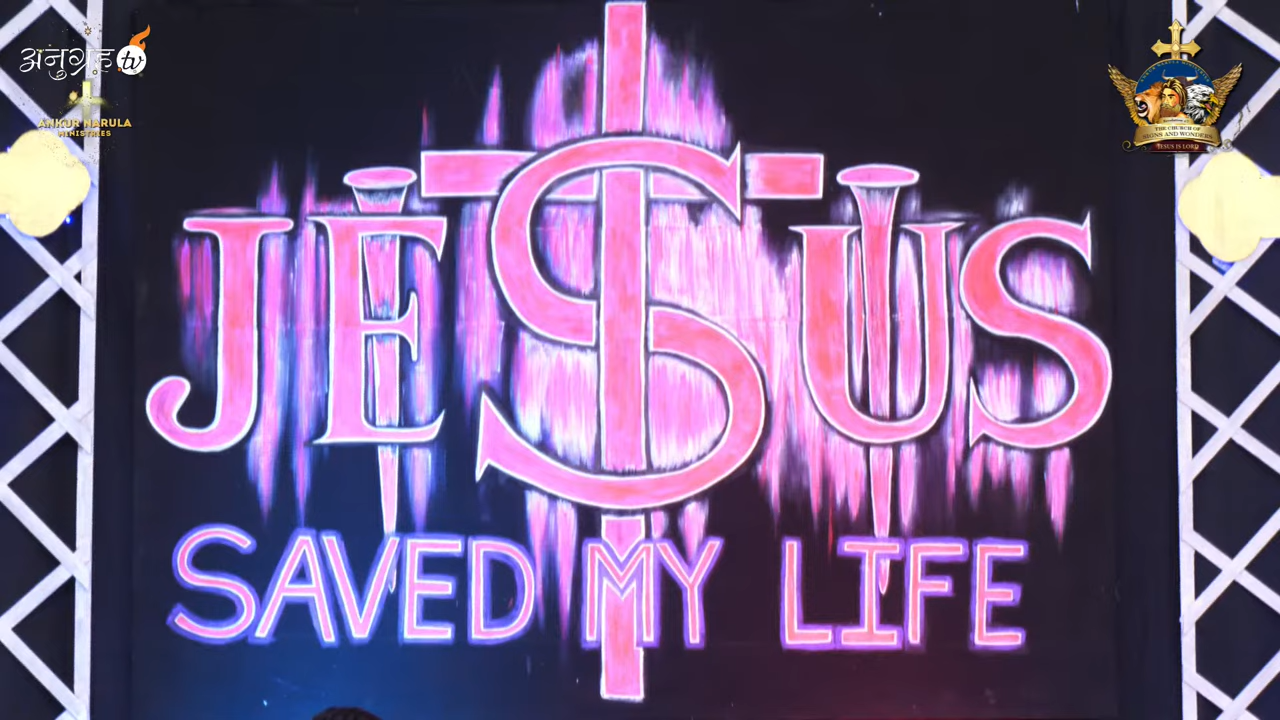 अनुग्रह tv
ANKUR NARULA
MINISTRIES
THE CHURCH OF
SIGNS AND WONDERS
JESUS IS LORD
JESUS
SAVED MY LIFE